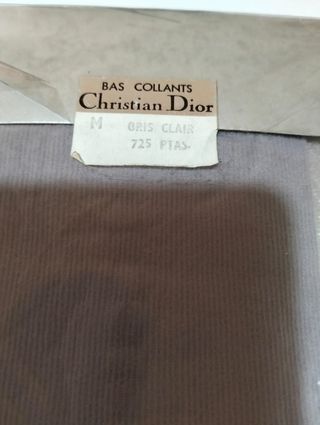 BAS COLLANTS
Christian Dior
M GRIS CLAIR
725 PTAS-